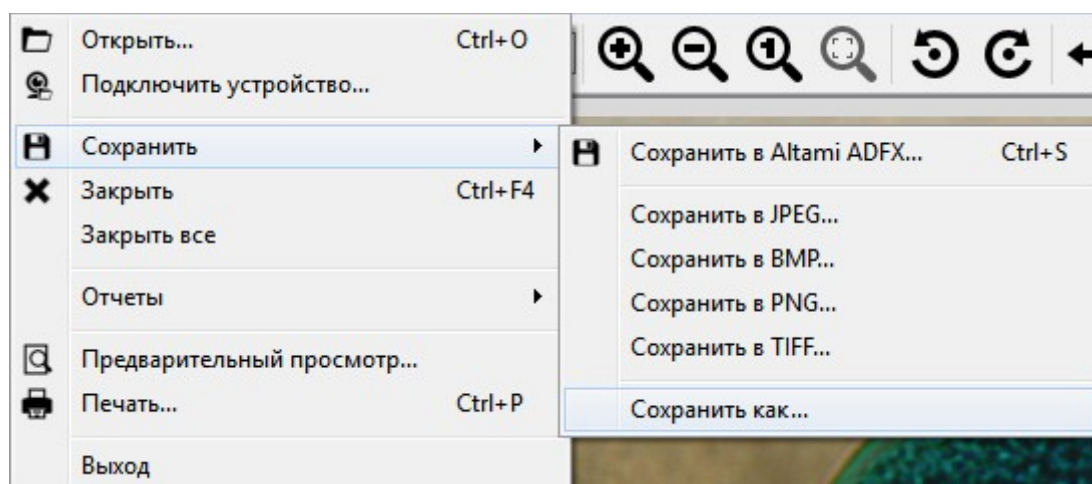 Открыть... Ctrl+O
Подключить устройство...
Сохранить
Закрыть Ctrl+F4
Закрыть все
Отчеты
Предварительный просмотр...
Печать... Ctrl+P
Выход
1
Сохранить в Altami ADFX... Ctrl+S
Сохранить в JPEG...
Сохранить в BMP...
Сохранить в PNG...
Сохранить в TIFF...
Сохранить как...